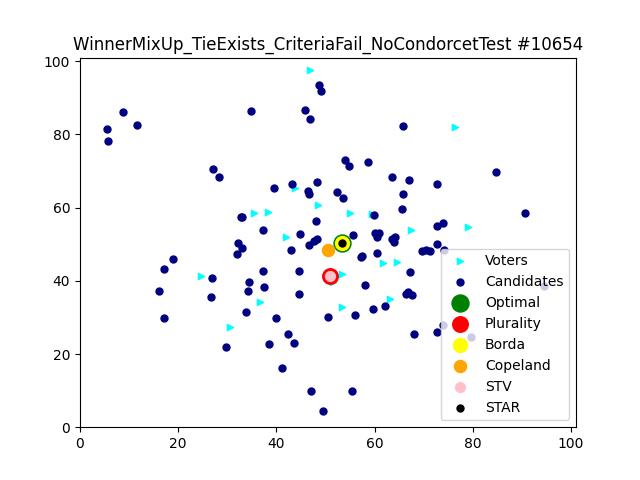 WinnerMixUp_TieExists_CriteriaFail_NoCondorcetTest #10654
100
80
60
40
20
0
0 20 40 60 80 100
Voters
Candidates
Optimal
Plurality
Borda
Copeland
STV
STAR